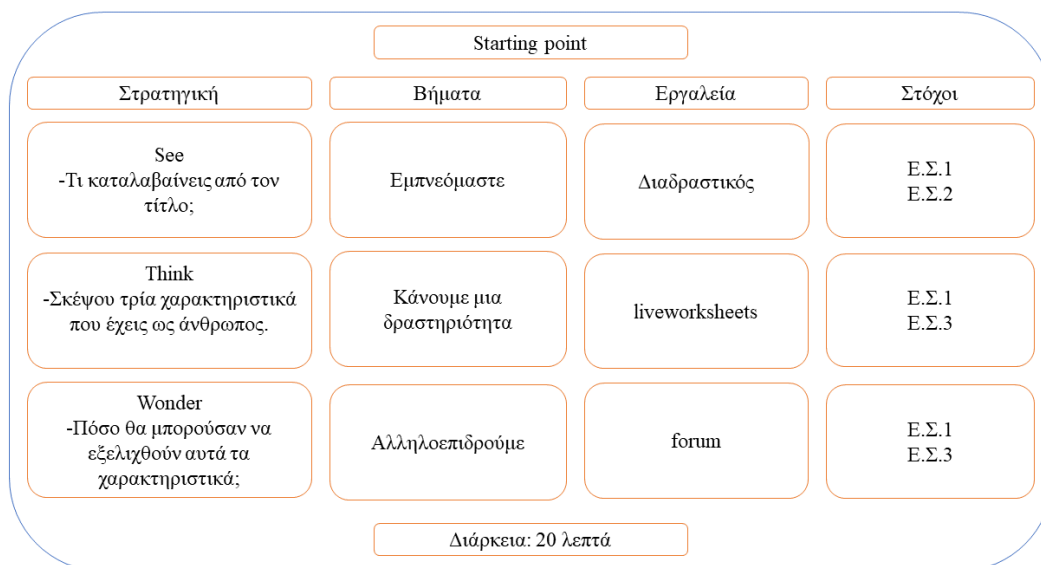 Starting point
Στρατηγική
Βήματα
Εργαλεία
Στόχοι
See
-Τι καταλαβαίνεις από τον
τίτλο;
Εμπνεόμαστε
Διαδραστικός
Ε.Σ.1
Ε.Σ.2
Think
-Σκέψου τρία χαρακτηριστικά
που έχεις ως άνθρωπος.
Κάνουμε μια
δραστηριότητα
liveworksheets
Ε.Σ.1
Ε.Σ.3
Wonder
-Πόσο θα μπορούσαν να
εξελιχθούν αυτά τα
χαρακτηριστικά;
Αλληλοεπιδρούμε
forum
Ε.Σ.1
Ε.Σ.3
Διάρκεια: 20 λεπτά